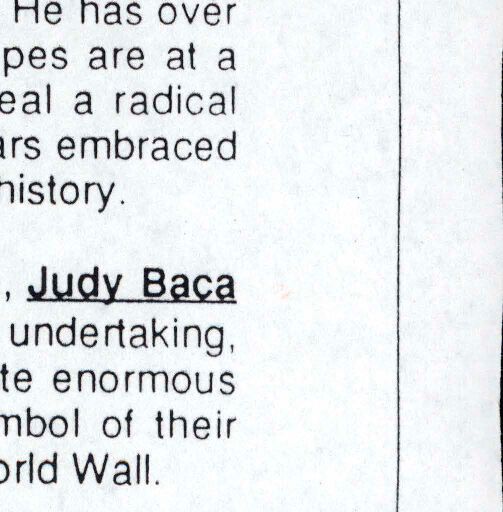 He has over
pes are at a
eal a radical
ars embraced
history.
, Judy Baca
undertaking,
te enormous
mbol of their
orld Wall.